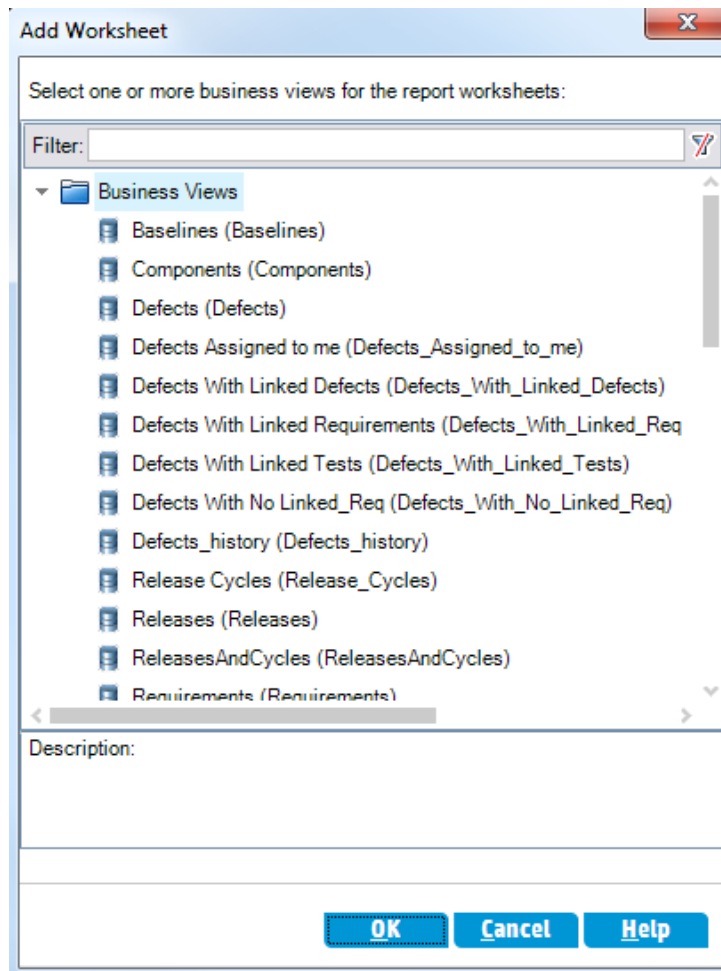 Add Worksheet
Select one or more business views for the report worksheets:
Filter:
Business Views
Baselines (Baselines)
Components (Components)
Defects (Defects)
Defects Assigned to me (Defects_Assigned_to_me)
Defects With Linked Defects (Defects_With_Linked_Defects)
Defects With Linked Requirements (Defects_With_Linked_Req
Defects With Linked Tests (Defects_With_Linked_Tests)
Defects With No Linked_Req (Defects_With_No_Linked_Req)
Defects_history (Defects_history)
Release Cycles (Release_Cycles)
Releases (Releases)
ReleasesAndCycles (ReleasesAndCycles)
Requirements (Requirements)
Description:
OK Cancel Help